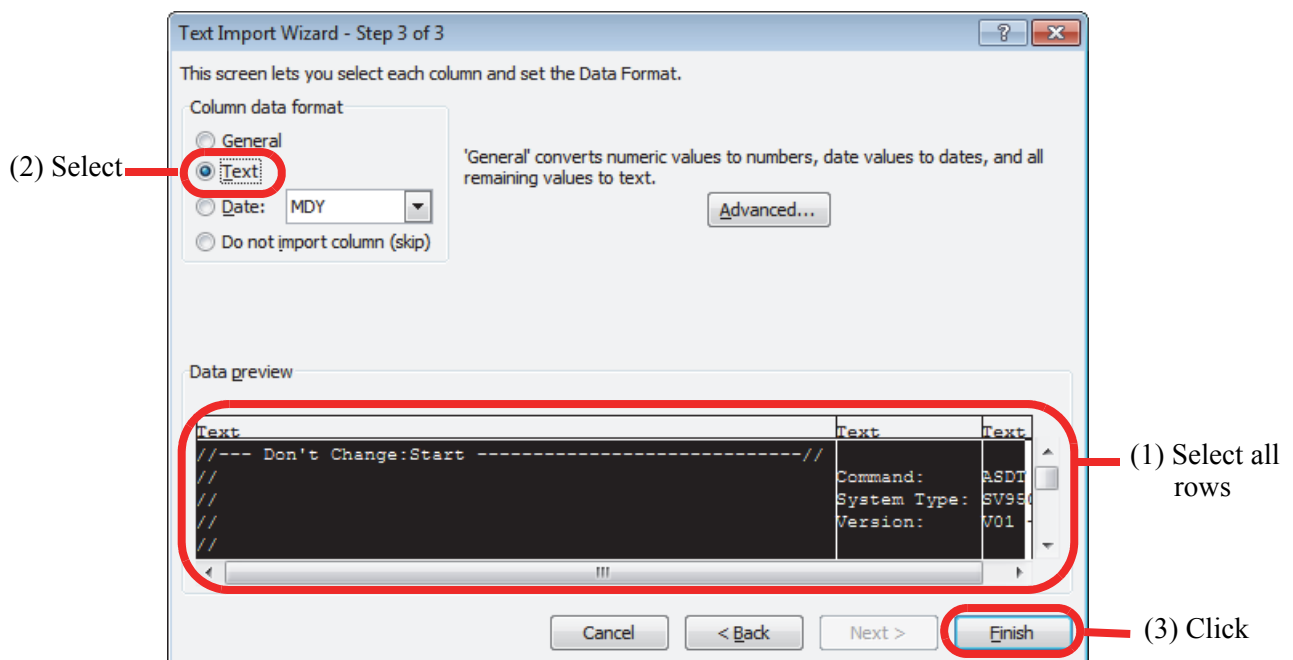 Text Import Wizard - Step 3 of 3
This screen lets you select each column and set the Data Format.
Column data format
General
(2) Select
Text
Date: MDY
Do not import column (skip)
'General' converts numeric values to numbers, date values to dates, and all
remaining values to text.
Advanced...
Data preview
Text Text Text
//--- Don't Change:Start -----------------------------//
// Command: ASDT
// System Type: SV950
// Version: V01 -
//
(1) Select all
rows
Cancel < Back Next > Finish
(3) Click